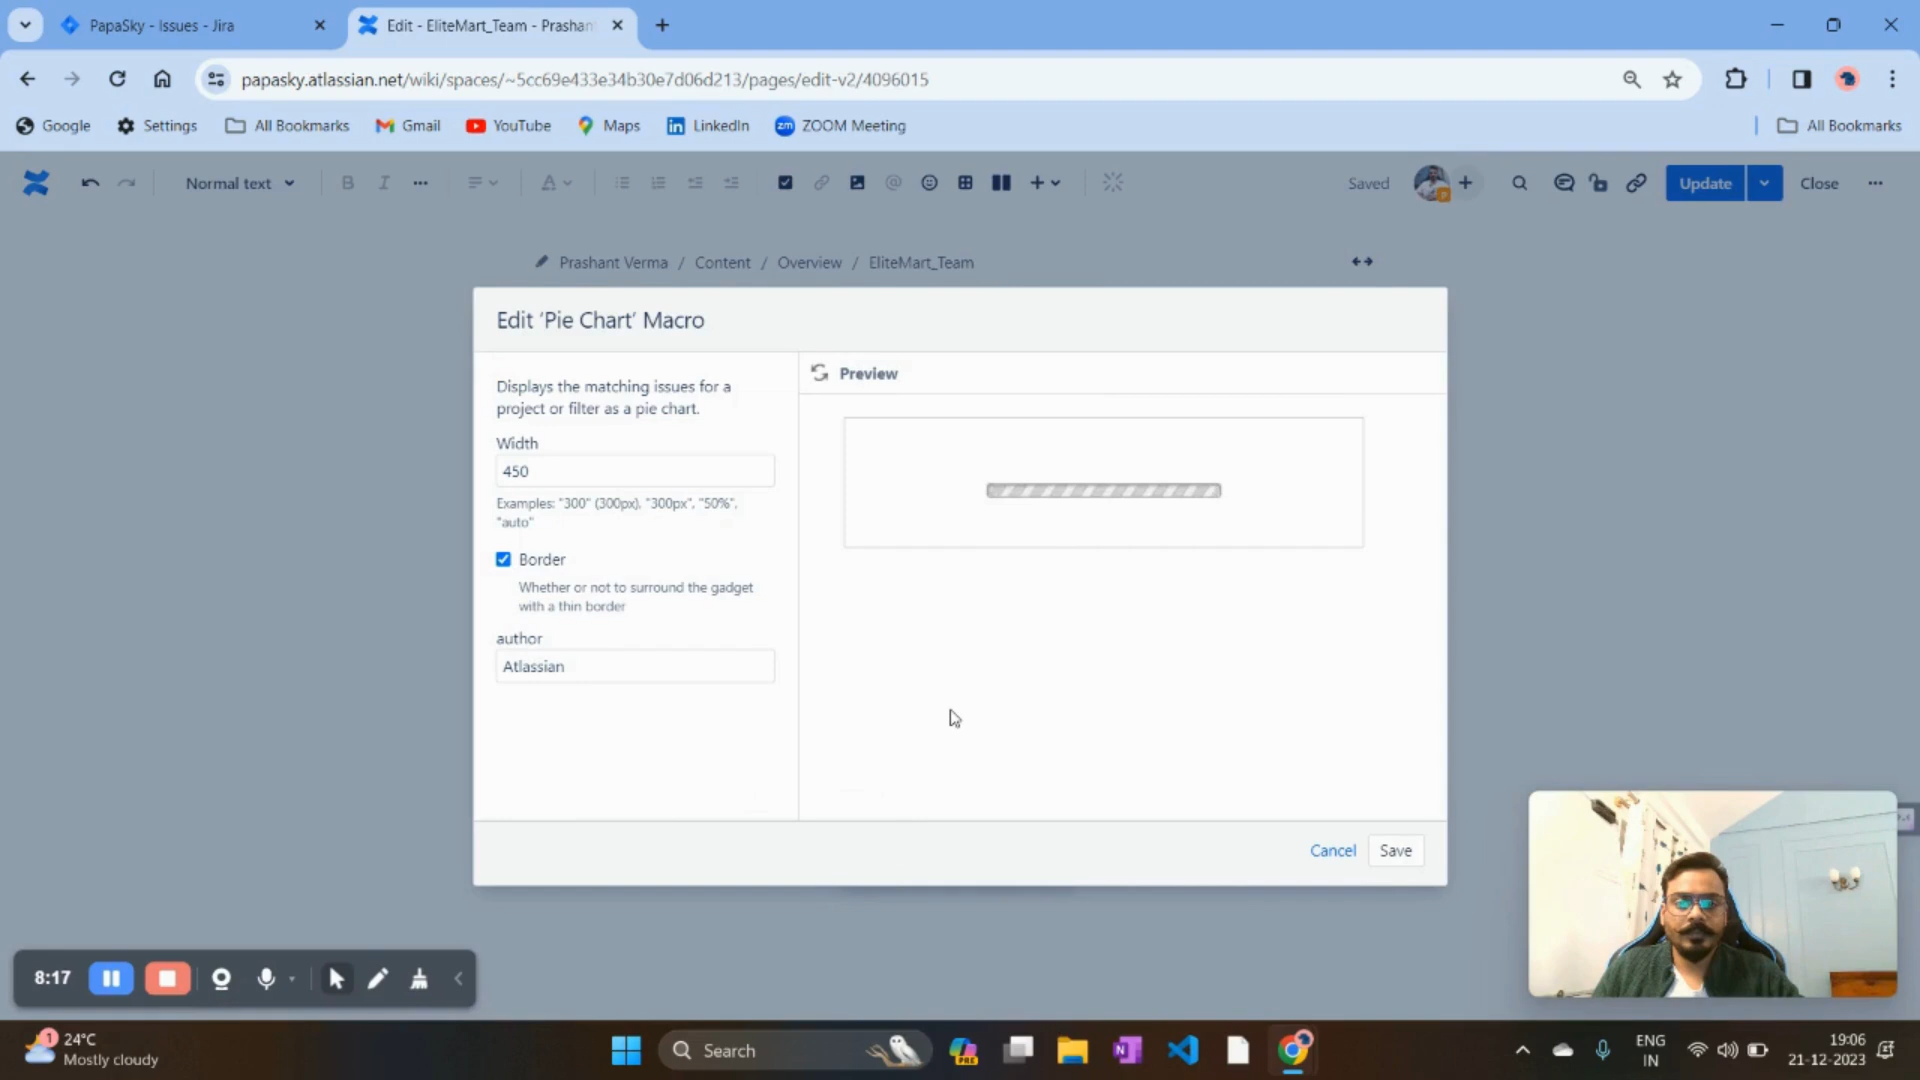 PapaSky - Issues - Jira
Edit - EliteMart_Team - Prashan
papasky.atlassian.net/wiki/spaces/~5cc69e433e34b30e7d06d213/pages/edit-v2/4096015
Google
Settings
All Bookmarks
Gmail
YouTube
Maps
LinkedIn
zm
ZOOM Meeting
All Bookmarks
Normal text
B
I
A
Saved
Update
Close
Prashant Verma / Content / Overview / EliteMart_Team
Edit ‘Pie Chart’ Macro
Displays the matching issues for a
project or filter as a pie chart.
Width
450
Examples: "300" (300px), "300px", "50%",
"auto"
Border
Whether or not to surround the gadget
with a thin border
author
Atlassian
Preview
Cancel
Save
8:17
1
24°C
Mostly cloudy
Search
PRE
N
ENG
IN
19:06
21-12-2023